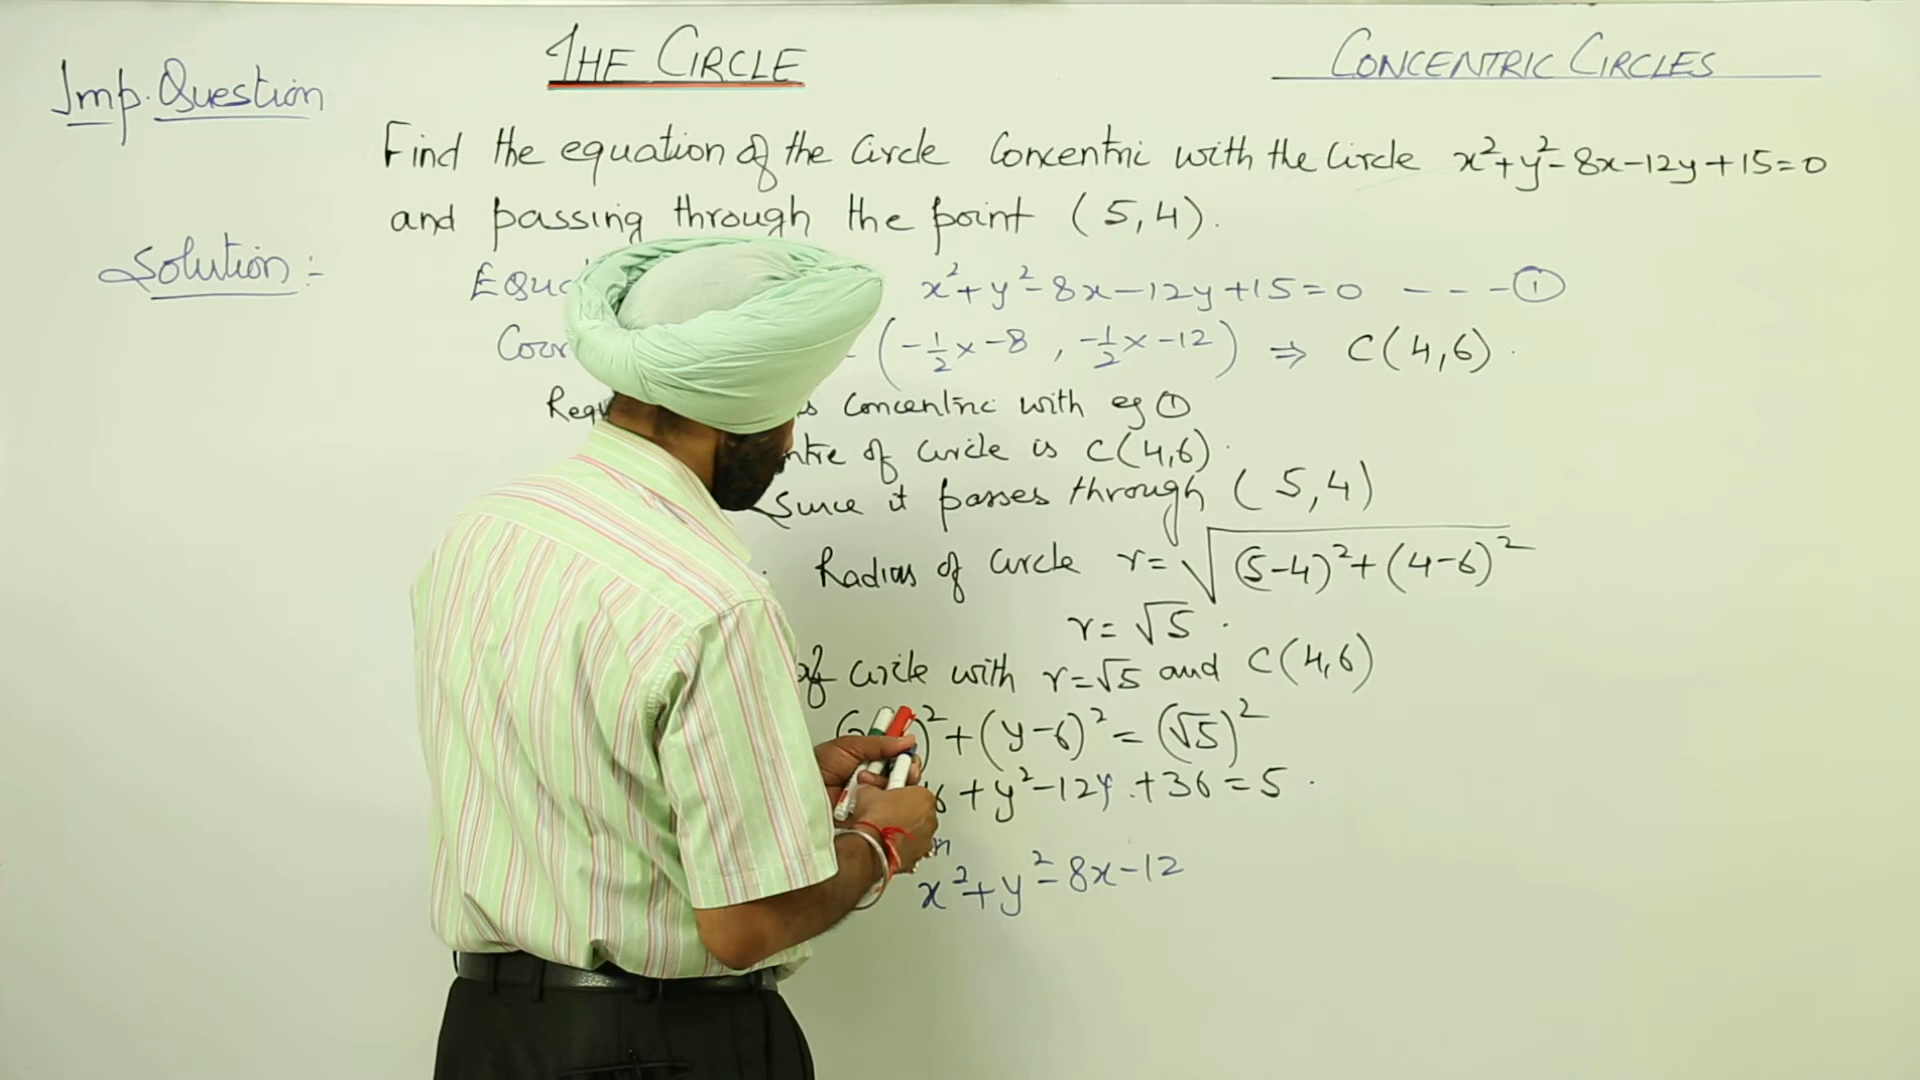 THE CIRCLE
CONCENTRIC CIRCLES
Imp. Question
Find the equation of the Circle Concentric with the Circle x²+y²-8x-12y+15=0
and passing through the point (5,4).
Solution :-
x²+y²-8x-12y+15=0 - - - ①
(-1/2x-8 , -1/2x-12) ⇒ C(4,6).
Concentric with eq ①
of circle is C(4,6).
Since it passes through (5,4)
Radius of Circle r= √(5-4)²+(4-6)²
r= √5 .
of circle with r=√5 and C(4,6)
)²+(y-6)² = (√5)²
+y²-12y+36=5 .
x²+y²-8x-12